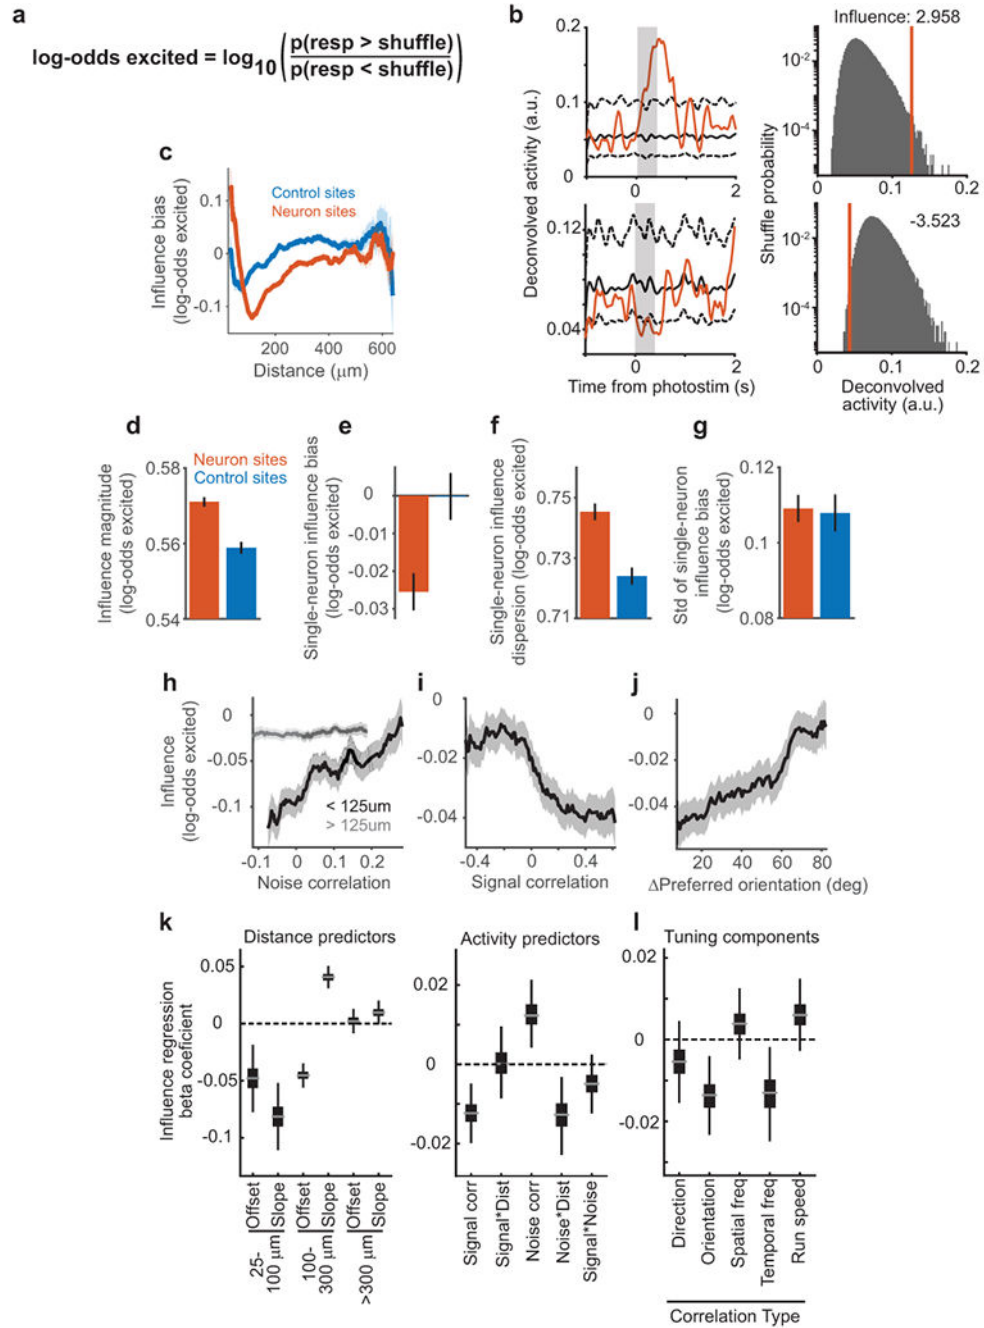 a
log-odds excited = log10 ( p(resp > shuffle) / p(resp < shuffle) )
b
0.2
0.1
0
0
2
0.12
0.04
0
2
Deconvolved activity (a.u.)
Time from photostim (s)
Influence: 2.958
10-2
10-4
0
0.1
0.2
-3.523
10-2
10-4
0
0.1
0.2
Shuffle probability
Deconvolved
activity (a.u.)
c
Control sites
Neuron sites
0.1
0
-0.1
200
400
600
Influence bias
(log-odds excited)
Distance (μm)
d
Neuron sites
Control sites
0.58
0.56
0.54
Influence magnitude
(log-odds excited)
e
0
-0.01
-0.02
-0.03
Single-neuron influence bias
(log-odds excited)
f
0.75
0.73
0.71
Single-neuron influence
dispersion (log-odds excited)
g
0.12
0.1
0.08
Std of single-neuron
influence bias
(log-odds excited)
h
0
-0.05
-0.1
< 125um
> 125um
-0.1
0
0.1
0.2
Influence
(log-odds excited)
Noise correlation
i
0
-0.02
-0.04
-0.4
0
0.4
Signal correlation
j
0
-0.02
-0.04
20
40
60
80
ΔPreferred orientation (deg)
k
Distance predictors
0.05
0
-0.05
-0.1
Influence regression
beta coeficient
Offset
Slope
Offset
Slope
Offset
Slope
25-
100 μm
100-
300 μm
>300 μm
Activity predictors
0.02
0
-0.02
Signal corr
Signal*Dist
Noise corr
Noise*Dist
Signal*Noise
l
Tuning components
0.02
0
-0.02
Direction
Orientation
Spatial freq
Temporal freq
Run speed
Correlation Type